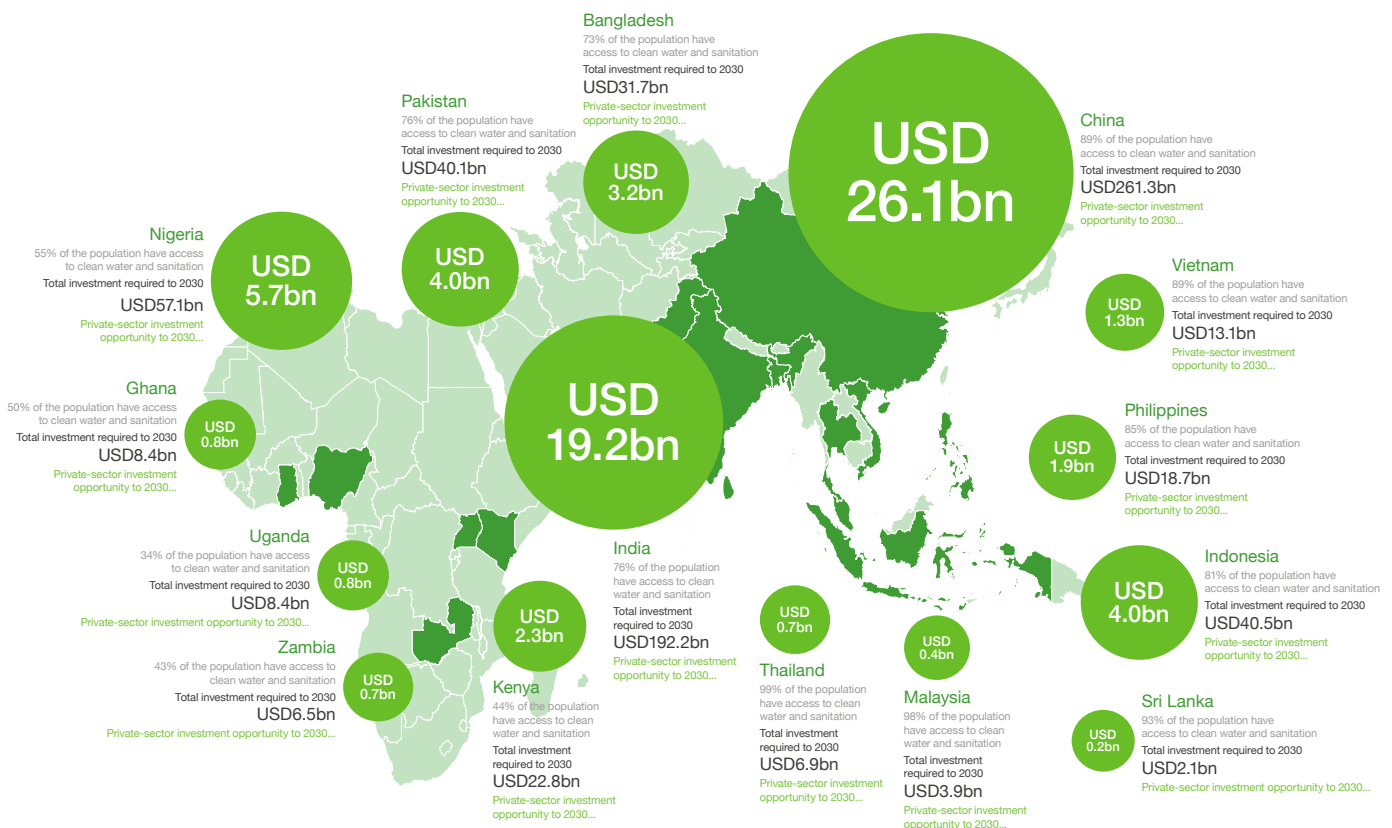 Bangladesh
73% of the population have
access to clean water and sanitation
Total investment required to 2030
USD31.7bn
Private-sector investment
opportunity to 2030...
USD
3.2bn
Pakistan
76% of the population have
access to clean water and sanitation
Total investment required to 2030
USD40.1bn
Private-sector investment
opportunity to 2030...
USD
4.0bn
USD
26.1bn
China
89% of the population have
access to clean water and sanitation
Total investment required to 2030
USD261.3bn
Private-sector investment
opportunity to 2030...
Nigeria
55% of the population have access
to clean water and sanitation
Total investment required to 2030
USD57.1bn
Private-sector investment
opportunity to 2030...
USD
5.7bn
Vietnam
89% of the population have
access to clean water and sanitation
Total investment required to 2030
USD13.1bn
Private-sector investment
opportunity to 2030...
USD
1.3bn
Ghana
50% of the population have access
to clean water and sanitation
Total investment required to 2030
USD8.4bn
Private-sector investment
opportunity to 2030...
USD
0.8bn
USD
19.2bn
India
76% of the population
have access to clean
water and sanitation
Total investment
required to 2030
USD192.2bn
Private-sector investment
opportunity to 2030...
Philippines
85% of the population have
access to clean water and sanitation
Total investment required to 2030
USD18.7bn
Private-sector investment
opportunity to 2030...
USD
1.9bn
Uganda
34% of the population have access
to clean water and sanitation
Total investment required to 2030
USD8.4bn
Private-sector investment opportunity to 2030...
USD
0.8bn
Indonesia
81% of the population have
access to clean water and sanitation
Total investment required to 2030
USD40.5bn
Private-sector investment
opportunity to 2030...
USD
4.0bn
Zambia
43% of the population have access to
clean water and sanitation
Total investment required to 2030
USD6.5bn
Private-sector investment opportunity to 2030...
USD
0.7bn
USD
2.3bn
Kenya
44% of the population
have access to clean
water and sanitation
Total investment
required to 2030
USD22.8bn
Private-sector investment
opportunity to 2030...
USD
0.7bn
Thailand
99% of the population
have access to clean
water and sanitation
Total investment
required to 2030
USD6.9bn
Private-sector investment
opportunity to 2030...
USD
0.4bn
Malaysia
98% of the population
have access to clean
water and sanitation
Total investment
required to 2030
USD3.9bn
Private-sector investment
opportunity to 2030...
USD
0.2bn
Sri Lanka
93% of the population have
access to clean water and sanitation
Total investment required to 2030
USD2.1bn
Private-sector investment opportunity to 2030...